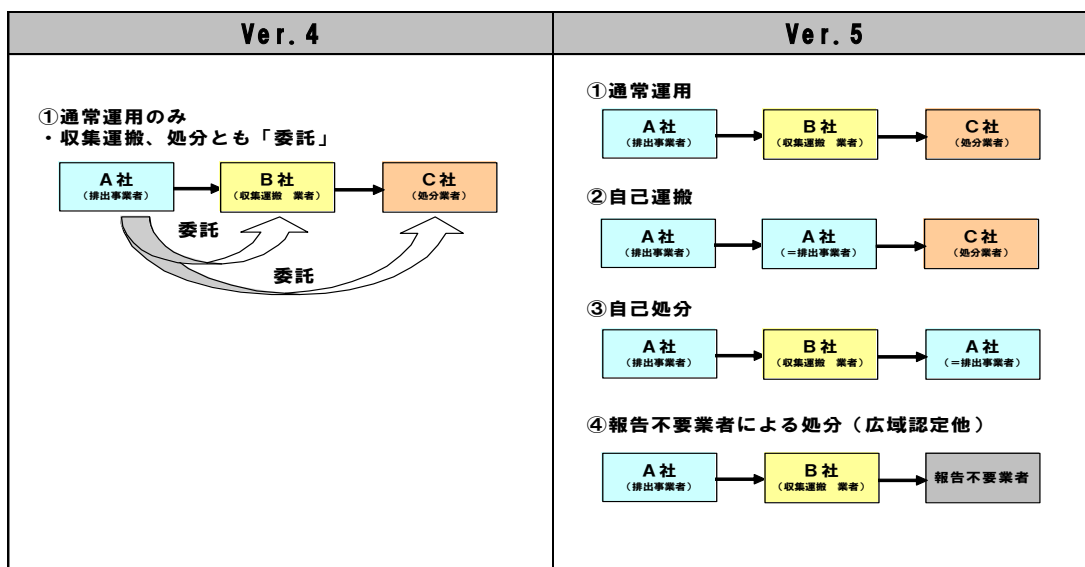 Ver.4
①通常運用のみ
・収集運搬、処分とも「委託」
A社 B社 C社
(排出事業者) (収集運搬 業者) (処分業者)
委託
委託
Ver.5
①通常運用
A社 B社 C社
(排出事業者) (収集運搬 業者) (処分業者)
②自己運搬
A社 A社 C社
(排出事業者) (=排出事業者) (処分業者)
③自己処分
A社 B社 A社
(排出事業者) (収集運搬 業者) (=排出事業者)
④報告不要業者による処分(広域認定他)
A社 B社 報告不要業者
(排出事業者) (収集運搬 業者)